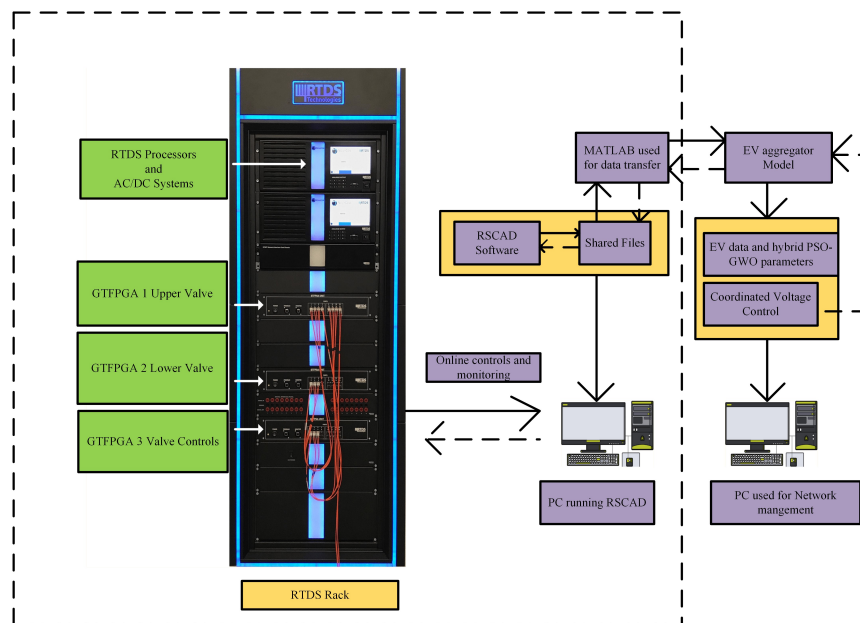 RTDS
Technologies
RTDS Processors
and
AC/DC Systems
GTFPGA 1 Upper Valve
GTFPGA 2 Lower Valve
GTFPGA 3 Valve Controls
RTDS Rack
Online controls and
monitoring
MATLAB used
for data transfer
RSCAD
Software
Shared Files
PC running RSCAD
EV aggregator
Model
EV data and hybrid PSO-
GWO parameters
Coordinated Voltage
Control
PC used for Network
mangement